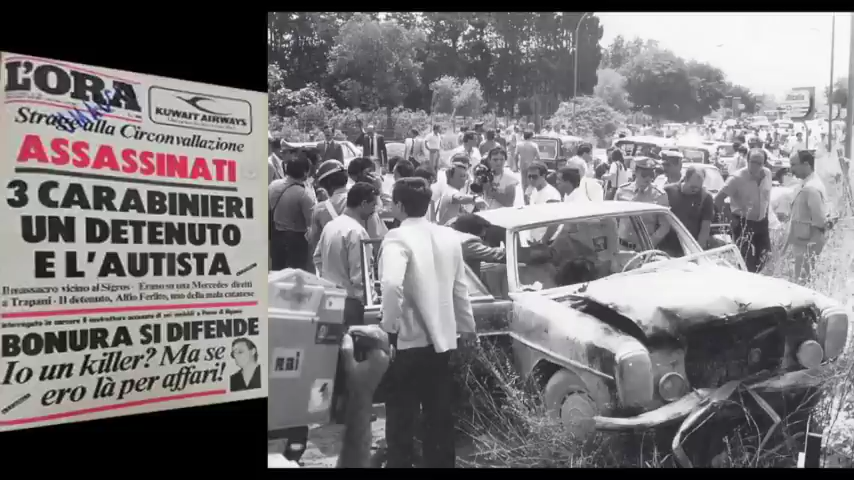 L'ORA
KUWAIT AIRWAYS
Strage alla Circonvallazione
ASSASSINATI
3 CARABINIERI
UN DETENUTO
E L'AUTISTA
Il massacro vicino al Sigros - Erano su una Mercedes diretti
a Trapani - Il detenuto, Alfio Ferlito, uno della mala catanese
BONURA SI DIFENDE
Io un killer? Ma se
ero là per affari!